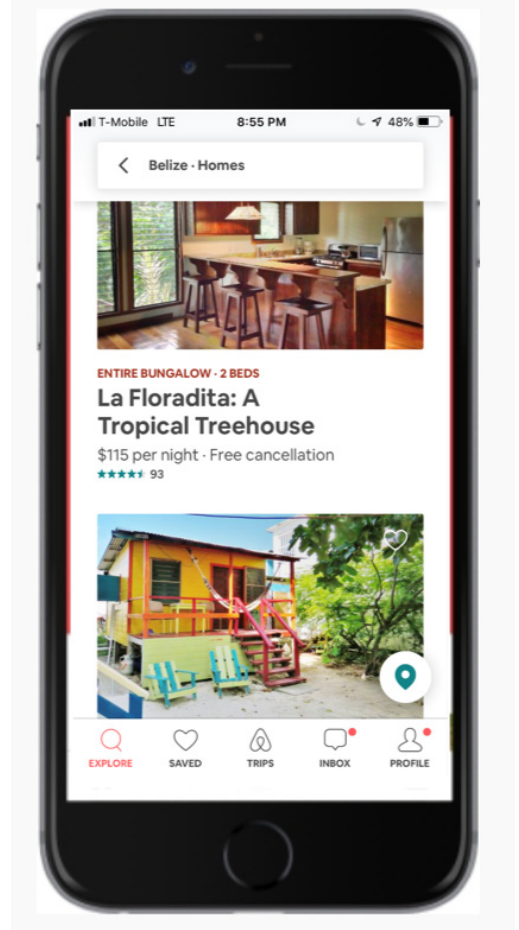 T-Mobile LTE 8:55 PM 48%
Belize · Homes
ENTIRE BUNGALOW · 2 BEDS
La Floradita: A
Tropical Treehouse
$115 per night · Free cancellation
93
EXPLORE SAVED TRIPS INBOX PROFILE